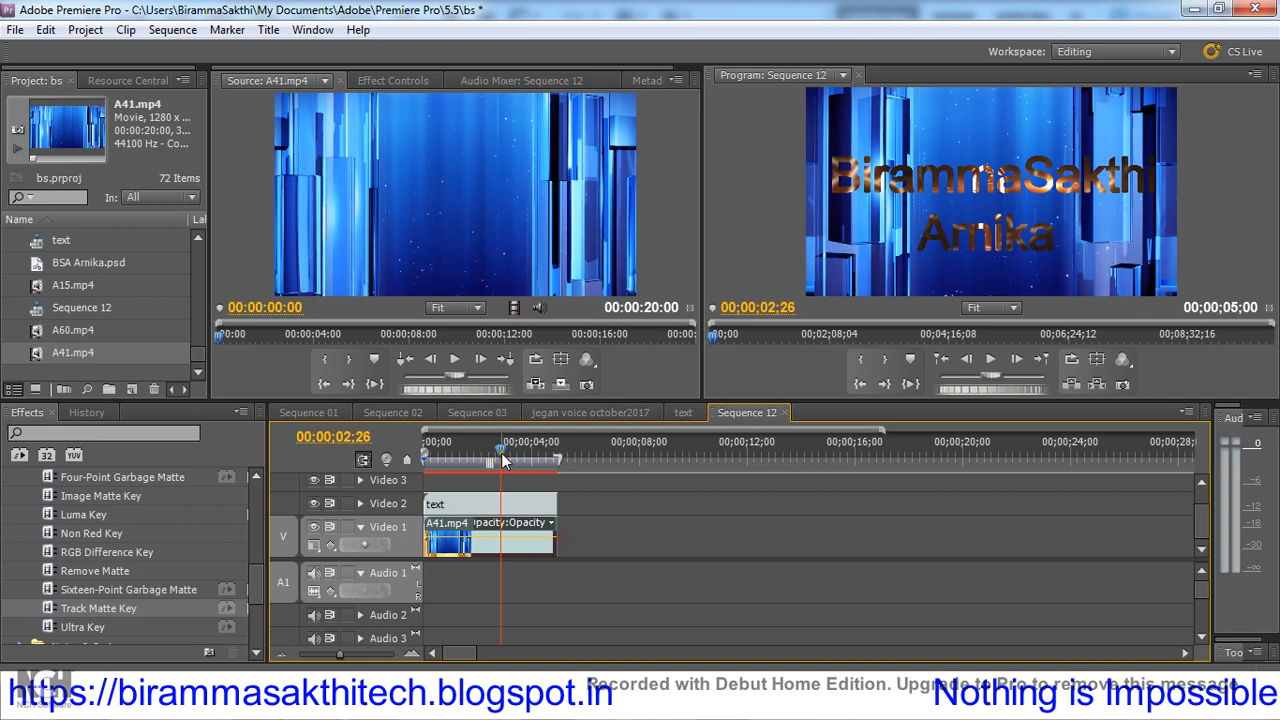 Adobe Premiere Pro - C:\Users\BirammaSakthi\My Documents\Adobe\Premiere Pro\5.5\bs *
File Edit Project Clip Sequence Marker Title Window Help
Workspace: Editing CS Live
Project: bs Resource Central
Source: A41.mp4 Effect Controls Audio Mixer: Sequence 12 Metad
Program: Sequence 12
A41.mp4
Movie, 1280 x ...
00:00:20:00, 3...
44100 Hz - Co...
bs.prproj 72 Items
In: All
Name La
text
BSA Arnika.psd
A15.mp4
Sequence 12
A60.mp4
A41.mp4
BirammaSakthi
Arnika
00:00:00:00 Fit 00:00:20:00
00;00;02;26 Fit 00;00;05;00
00:00 00:00:04:00 00:00:08:00 00:00:12:00 00:00:16:00 00:00:
00;00 00;02;08;04 00;04;16;08 00;06;24;12 00;08;32;16
Effects History
Four-Point Garbage Matte
Image Matte Key
Luma Key
Non Red Key
RGB Difference Key
Remove Matte
Sixteen-Point Garbage Matte
Track Matte Key
Ultra Key
Sequence 01 Sequence 02 Sequence 03 jegan voice october2017 text Sequence 12
00;00;02;26
;00;00 00;00;04;00 00;00;08;00 00;00;12;00 00;00;16;00 00;00;20;00 00;00;24;00 00;00;28;
Video 3
Video 2
text
V Video 1
A41.mp4 pacity:Opacity
A1 Audio 1
L
R
Audio 2
Audio 3
Aud
0
-6
-12
-18
-30
-∞
Too
NCH Software
https://birammasakthitech.blogspot.in
Recorded with Debut Home Edition. Upgrade to Pro to remove this message
Nothing is Impossible